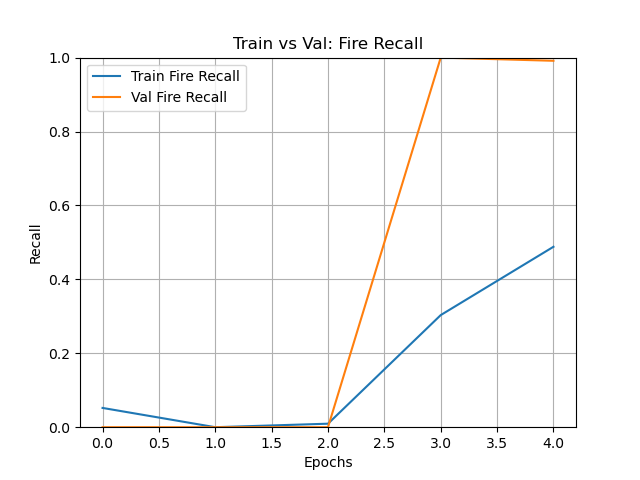 Train vs Val: Fire Recall
Train Fire Recall
Val Fire Recall
1.0
0.8
0.6
0.4
0.2
0.0
Recall
0.0 0.5 1.0 1.5 2.0 2.5 3.0 3.5 4.0
Epochs